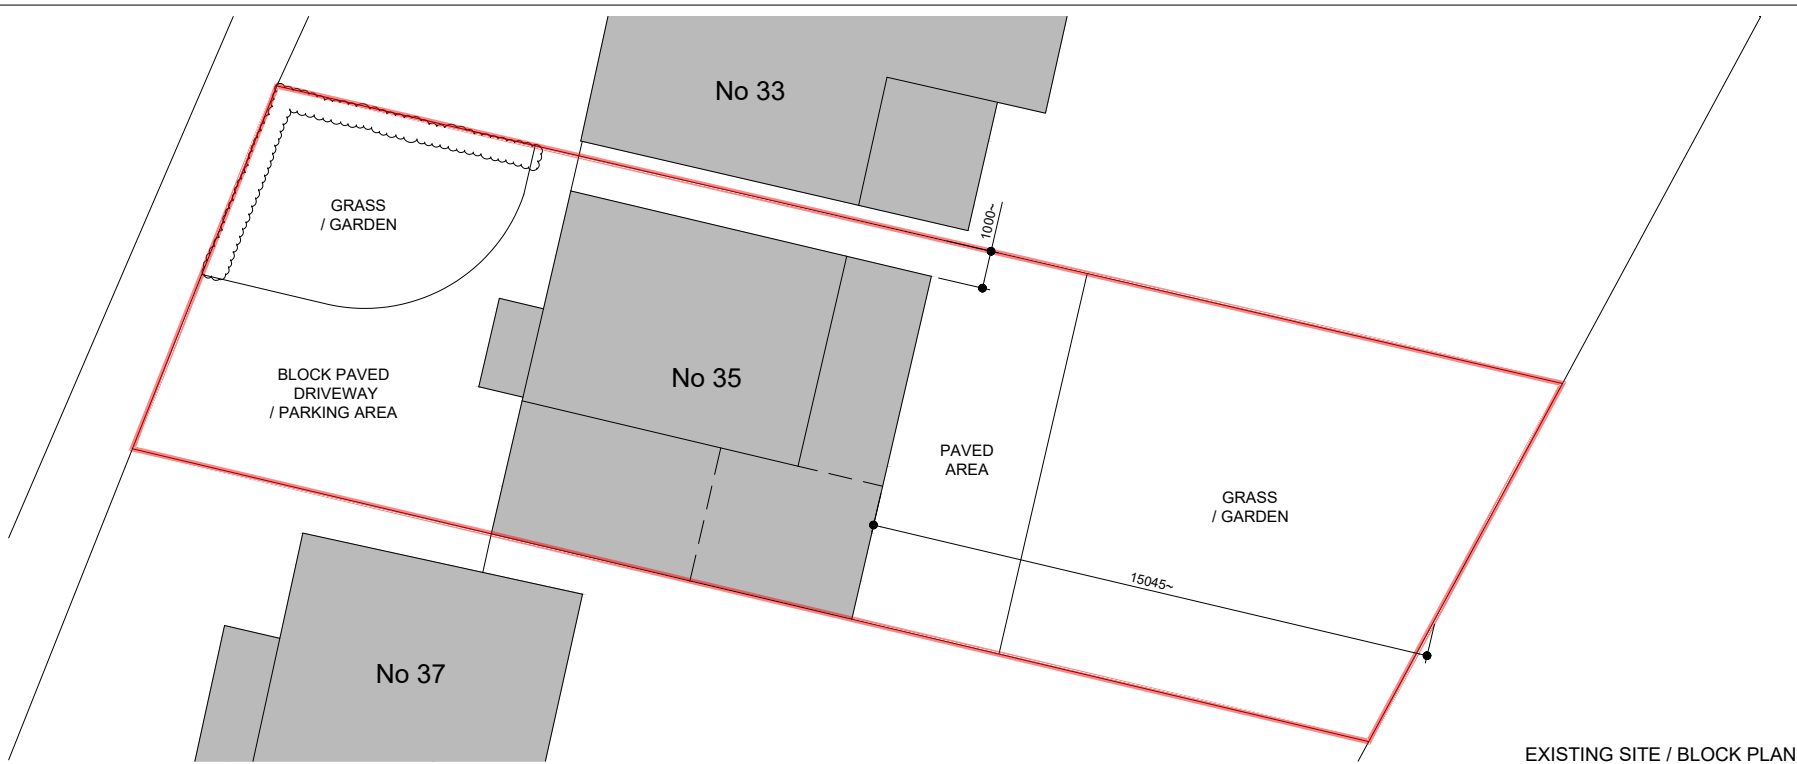 No 33
GRASS
/ GARDEN
1000~
BLOCK PAVED
DRIVEWAY
/ PARKING AREA
No 35
PAVED
AREA
GRASS
/ GARDEN
15045~
No 37
EXISTING SITE / BLOCK PLAN